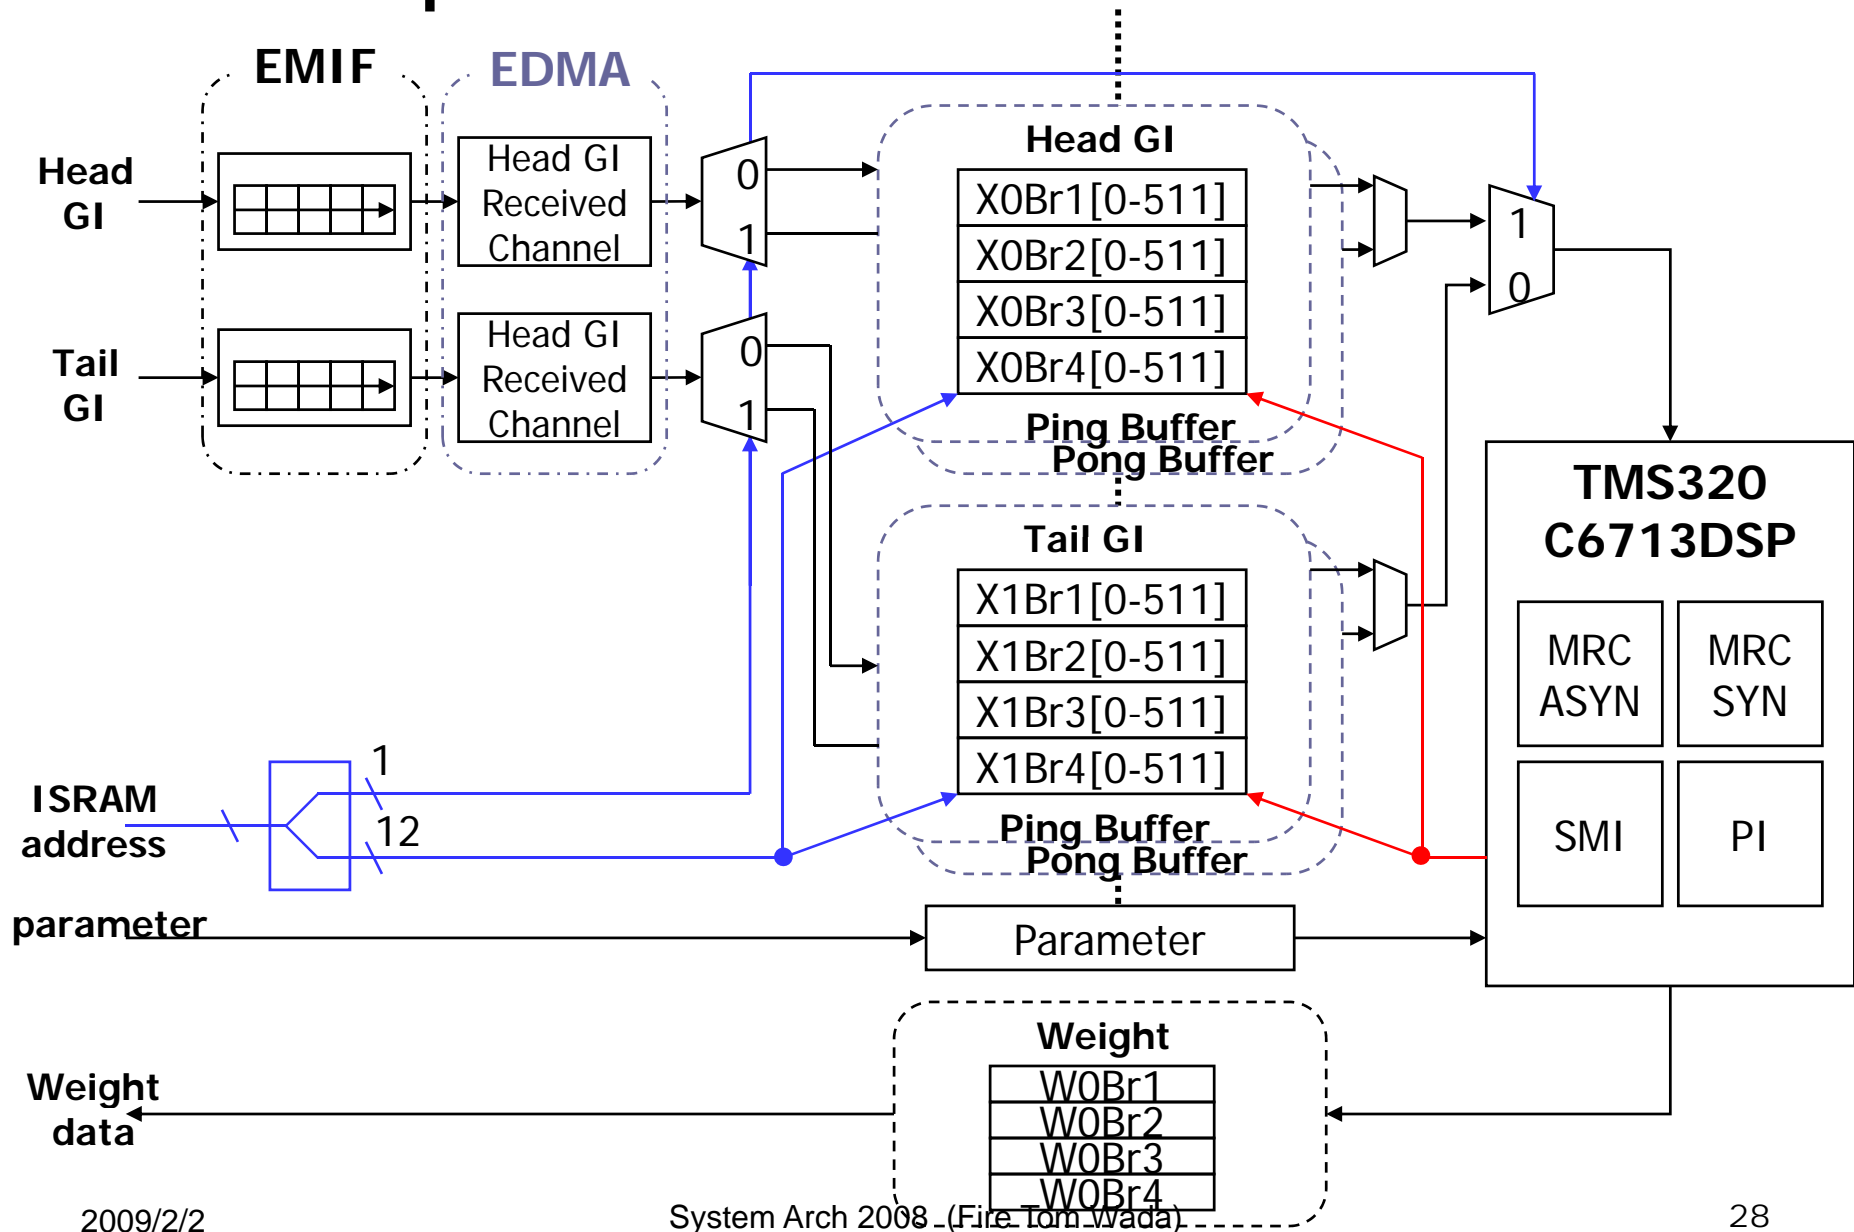 EMIF
EDMA
Head
GI
Head GI
Received
Channel
0
1
Head GI
X0Br1[0-511]
X0Br2[0-511]
X0Br3[0-511]
X0Br4[0-511]
Ping Buffer
Pong Buffer
1
0
Tail
GI
Head GI
Received
Channel
0
1
Tail GI
X1Br1[0-511]
X1Br2[0-511]
X1Br3[0-511]
X1Br4[0-511]
Ping Buffer
Pong Buffer
TMS320
C6713DSP
MRC
ASYN
MRC
SYN
SMI
PI
ISRAM
address
1
12
parameter
Parameter
Weight
W0Br1
W0Br2
W0Br3
W0Br4
Weight
data
2009/2/2
System Arch 2008 (Fire Tom Wada)
28